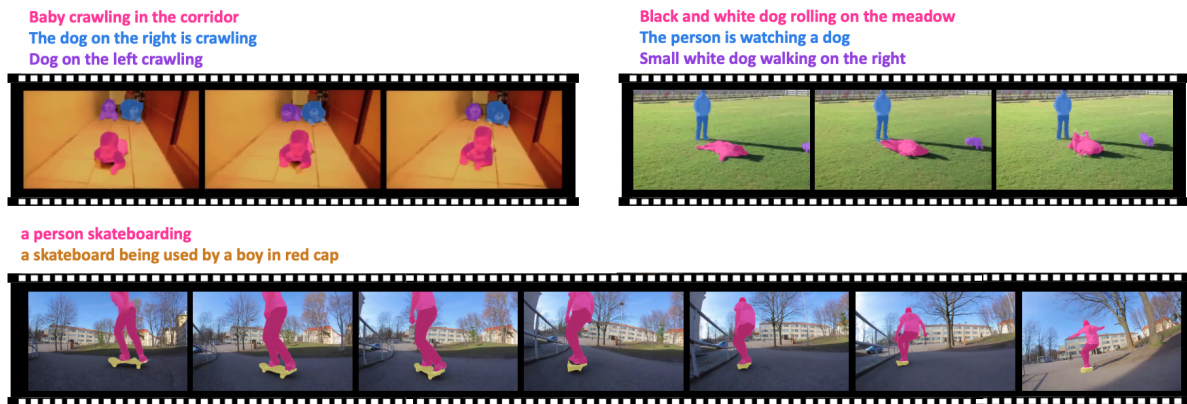 Baby crawling in the corridor
The dog on the right is crawling
Dog on the left crawling
Black and white dog rolling on the meadow
The person is watching a dog
Small white dog walking on the right
a person skateboarding
a skateboard being used by a boy in red cap